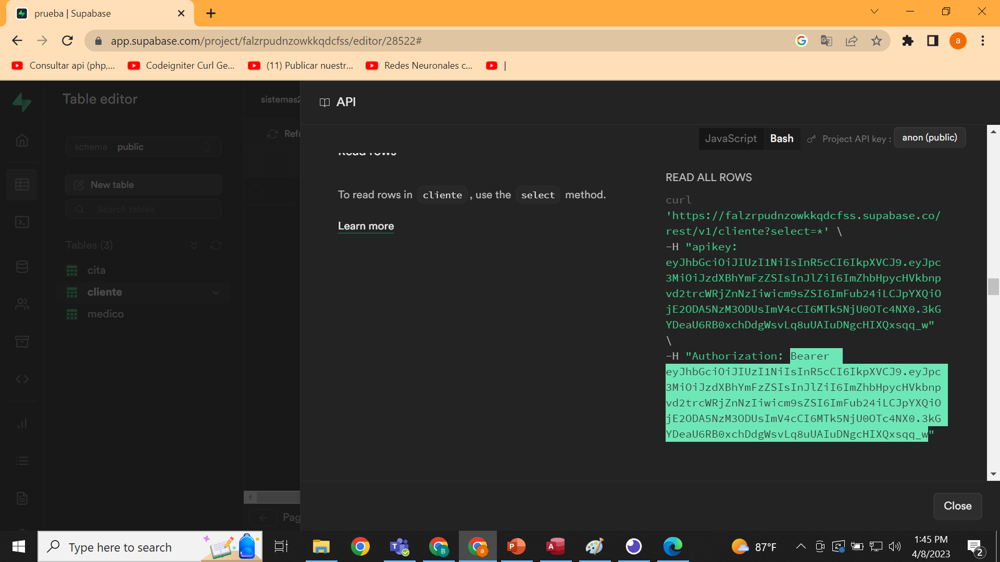 prueba | Supabase
app.supabase.com/project/falzrpudnzowkkqdcfss/editor/28522#
Consultar api (php,...
Codeigniter Curl Ge...
(11) Publicar nuestr...
Redes Neuronales c...
|
Table editor
sistemas2
API
Refr
schema public
JavaScript Bash Project API key : anon (public)
Read rows
READ ALL ROWS
New table
To read rows in cliente , use the select method.
Search tables
Learn more
curl
'https://falzrpudnzowkkqdcfss.supabase.co/
rest/v1/cliente?select=*' \
-H "apikey:
eyJhbGciOiJIUzI1NiIsInR5cCI6IkpXVCJ9.eyJpc
3MiOiJzdXBhYmFzZSIsInJlZiI6ImZhbHpycHVkbnp
vd2trcWRjZnNzIiwicm9sZSI6ImFub24iLCJpYXQiO
jE2ODA5NzM3ODUsImV4cCI6MTk5NjU0OTc4NX0.3kG
YDeaU6RB0xchDdgWsvLq8uUAIuDNgcHIXQxsqq_w"
\
-H "Authorization: Bearer
eyJhbGciOiJIUzI1NiIsInR5cCI6IkpXVCJ9.eyJpc
3MiOiJzdXBhYmFzZSIsInJlZiI6ImZhbHpycHVkbnp
vd2trcWRjZnNzIiwicm9sZSI6ImFub24iLCJpYXQiO
jE2ODA5NzM3ODUsImV4cCI6MTk5NjU0OTc4NX0.3kG
YDeaU6RB0xchDdgWsvLq8uUAIuDNgcHIXQxsqq_w"
Tables (3)
cita
cliente
medico
Pag
Close
Type here to search
87°F
1:45 PM
4/8/2023
2